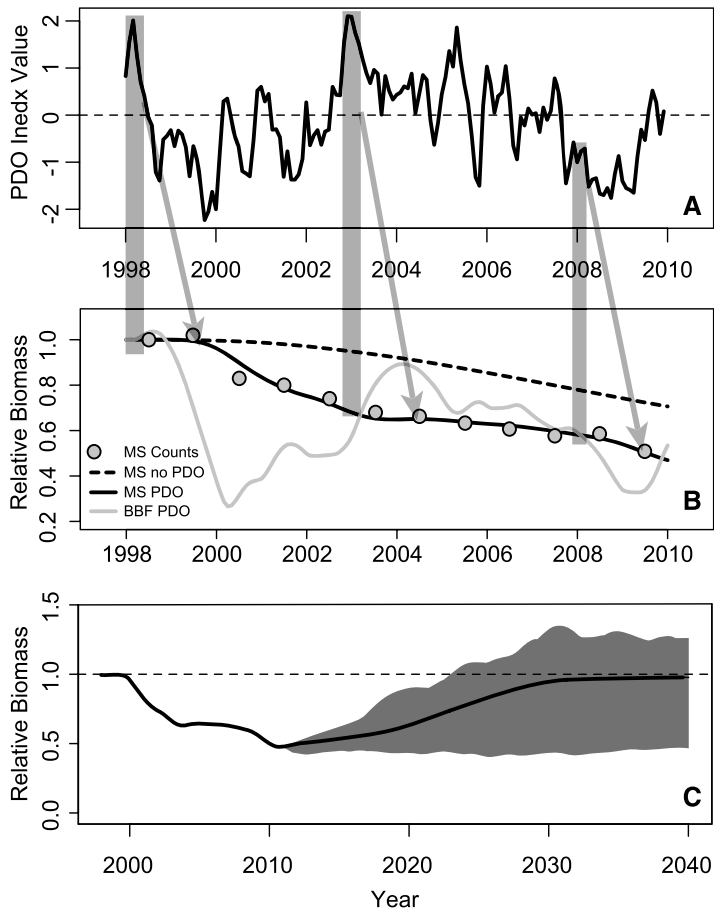 2
1
0
-1
-2
PDO Inedx Value
A
1998 2000 2002 2004 2006 2008 2010
1.0
0.8
0.6
0.4
0.2
Relative Biomass
MS Counts
MS no PDO
MS PDO
BBF PDO
B
1998 2000 2002 2004 2006 2008 2010
1.5
1.0
0.5
0.0
Relative Biomass
C
2000 2010 2020 2030 2040
Year